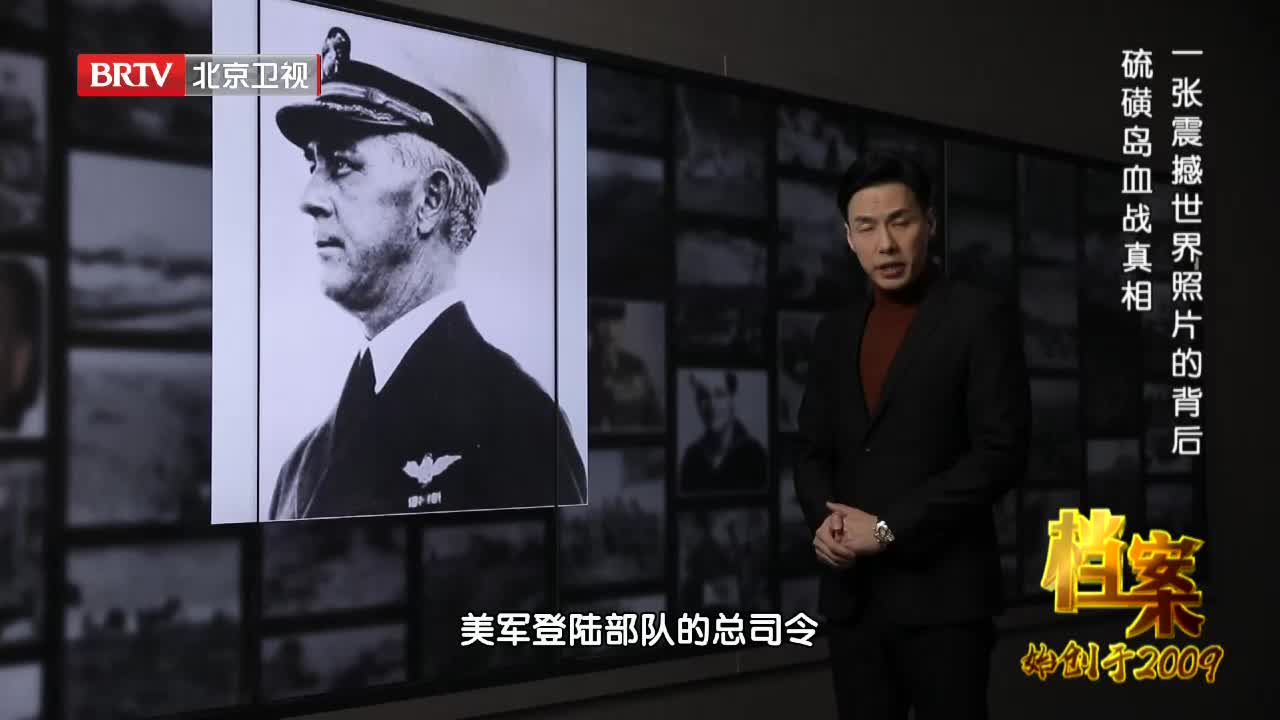 BRTV 北京卫视
一张震撼世界照片的背后
硫磺岛血战真相
美军登陆部队的总司令
档案
始创于2009